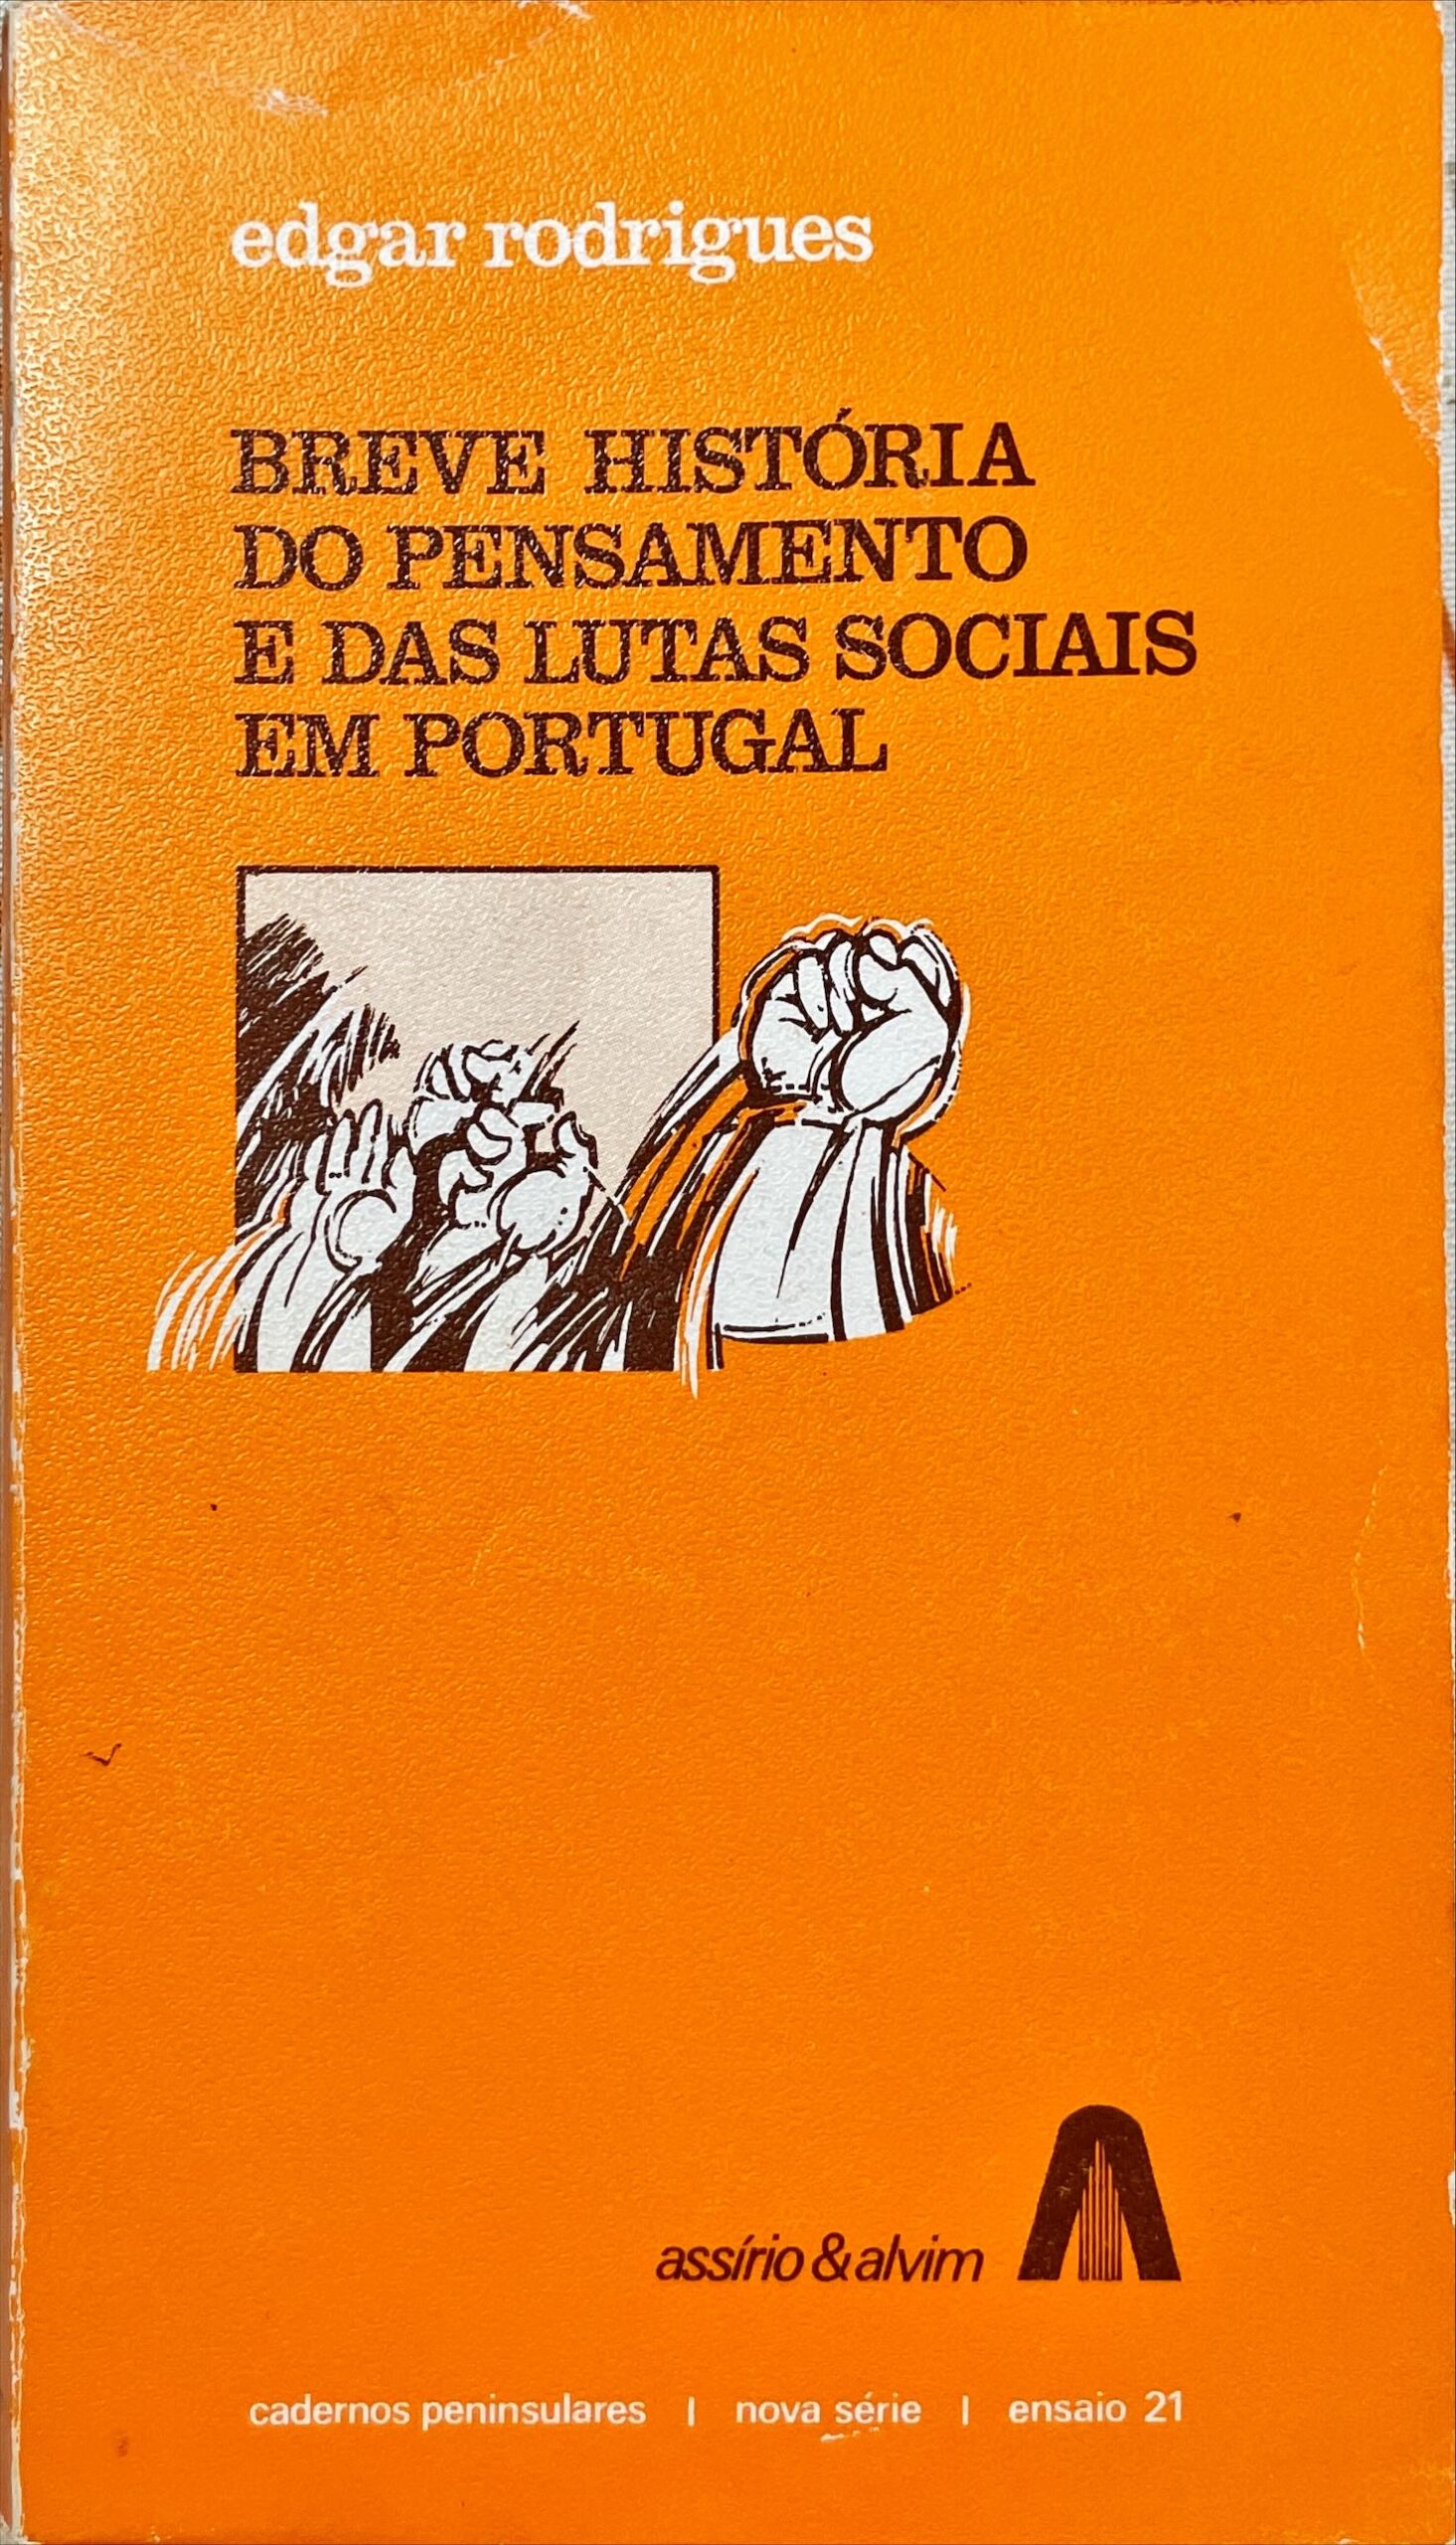 edgar rodrigues
BREVE HISTÓRIA
DO PENSAMENTO
E DAS LUTAS SOCIAIS
EM PORTUGAL
assírio & alvim
cadernos peninsulares | nova série | ensaio 21